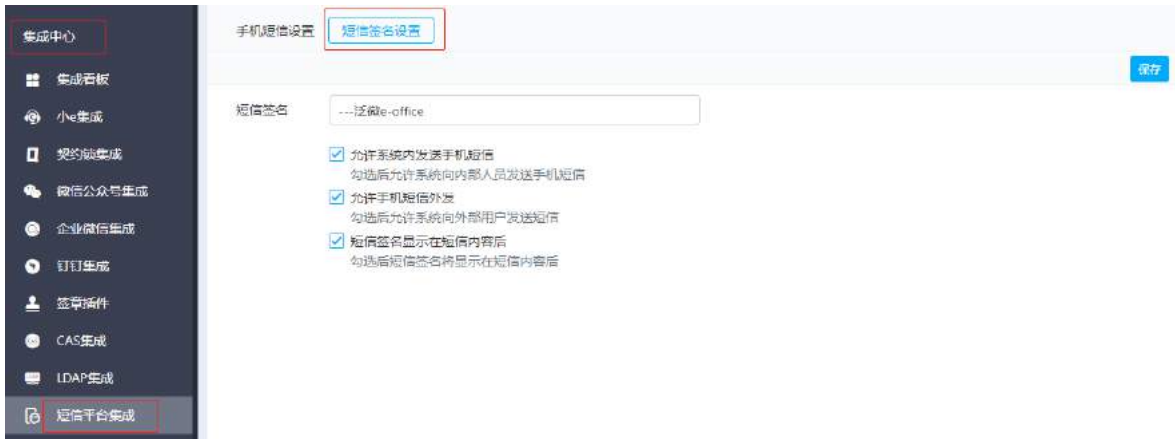 集成中心
集成看板
小e集成
契约锁集成
微信公众号集成
企业微信集成
钉钉集成
签章插件
CAS集成
LDAP集成
短信平台集成
手机短信设置 短信签名设置
保存
短信签名 ---泛微e-office
允许系统内发送手机短信
勾选后允许系统向内部人员发送手机短信
允许手机短信外发
勾选后允许系统向外部用户发送短信
短信签名显示在短信内容后
勾选后短信签名将显示在短信内容后